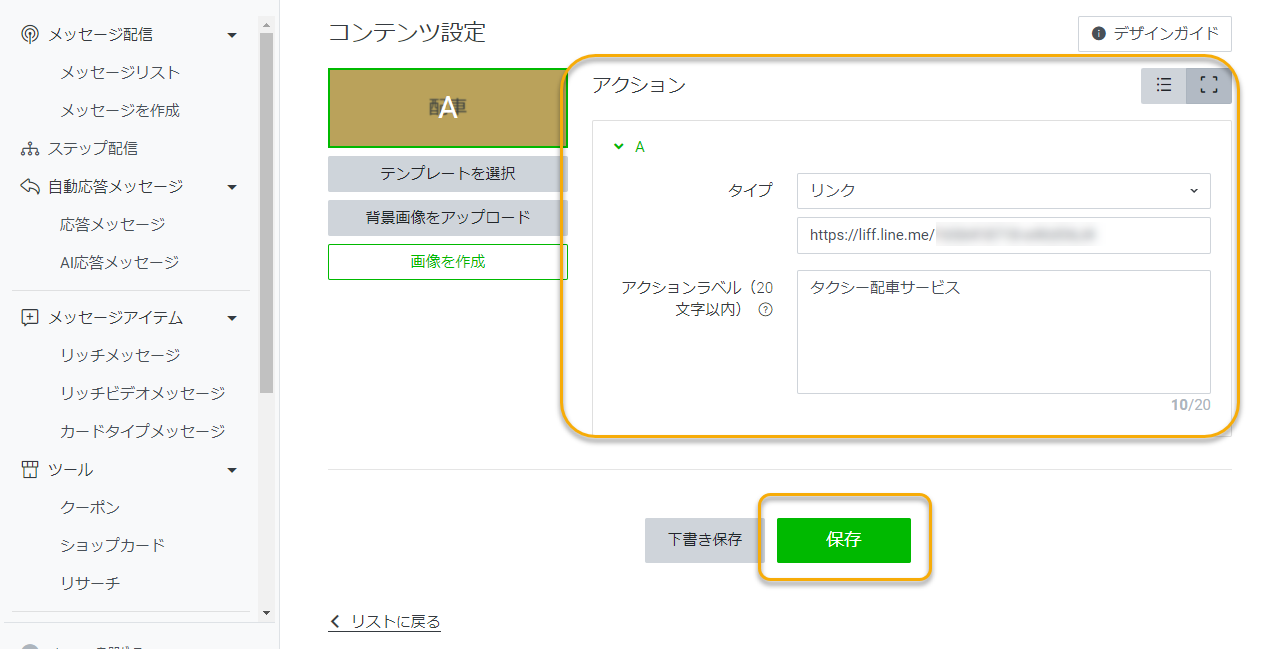 メッセージ配信
メッセージリスト
メッセージを作成
ステップ配信
自動応答メッセージ
応答メッセージ
AI応答メッセージ
メッセージアイテム
リッチメッセージ
リッチビデオメッセージ
カードタイプメッセージ
ツール
クーポン
ショップカード
リサーチ
コンテンツ設定
デザインガイド
配車
A
テンプレートを選択
背景画像をアップロード
画像を作成
アクション
A
タイプ
リンク
https://liff.line.me/
アクションラベル（20
文字以内）
タクシー配車サービス
10/20
下書き保存
保存
リストに戻る